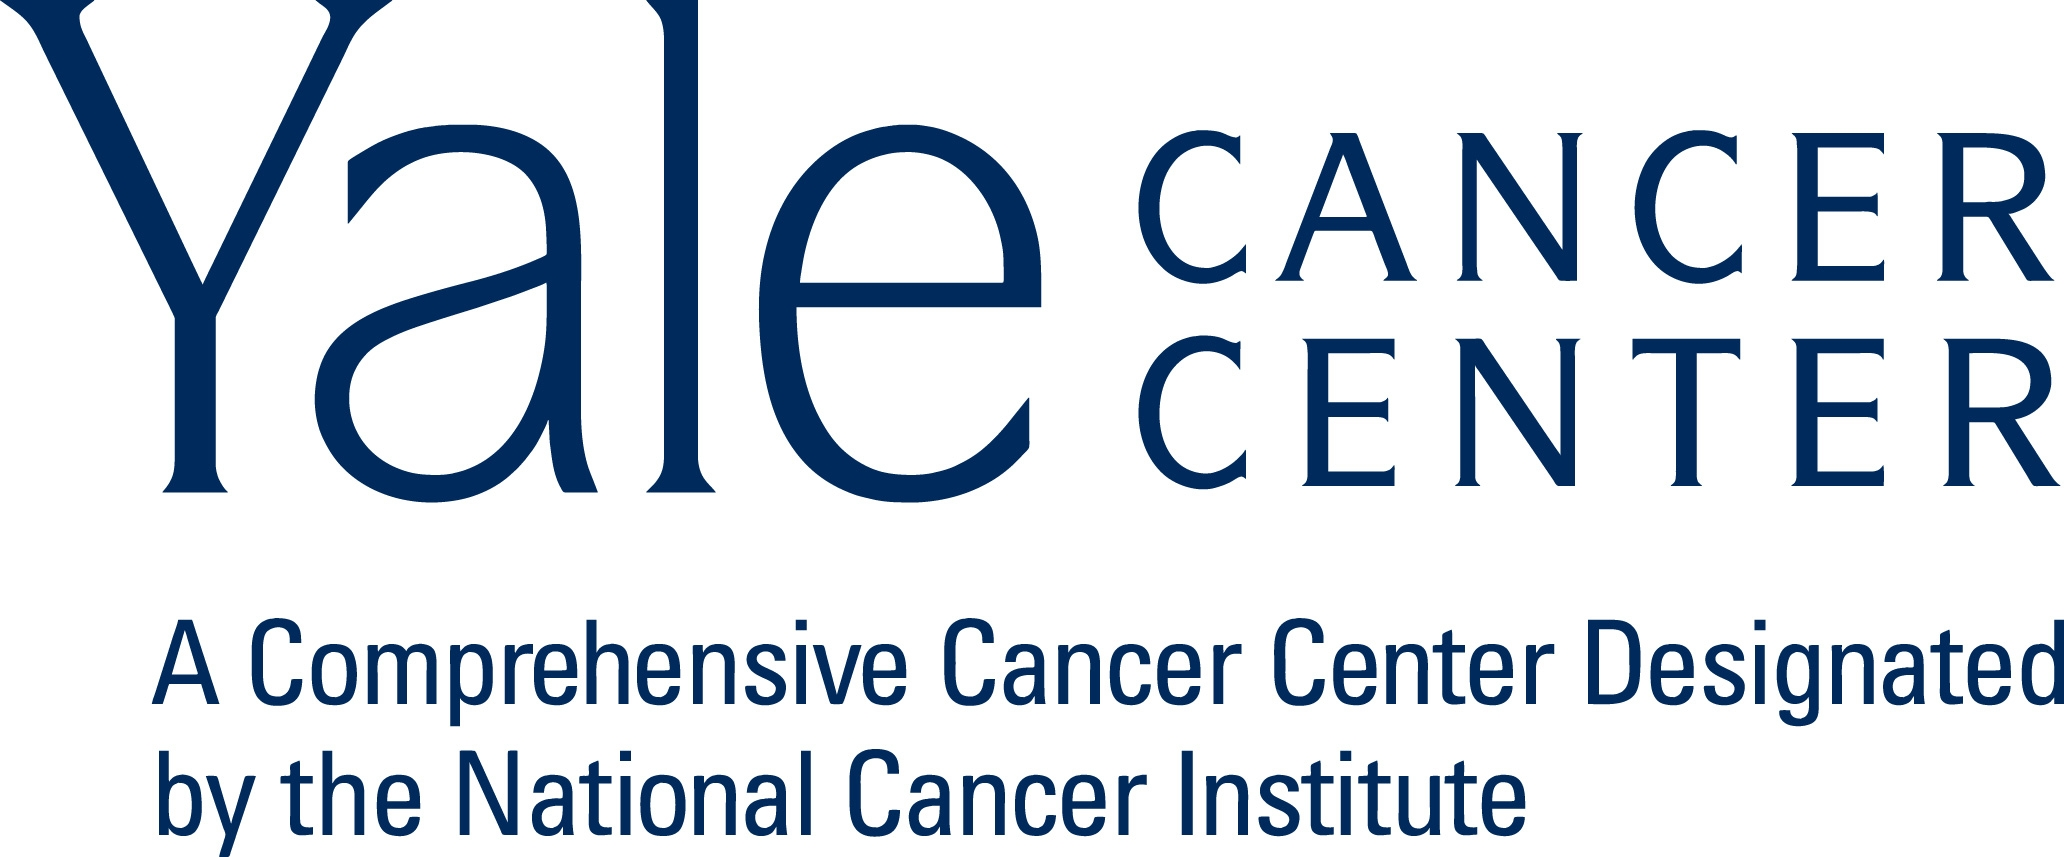 Yale CANCER
CENTER
A Comprehensive Cancer Center Designated
by the National Cancer Institute